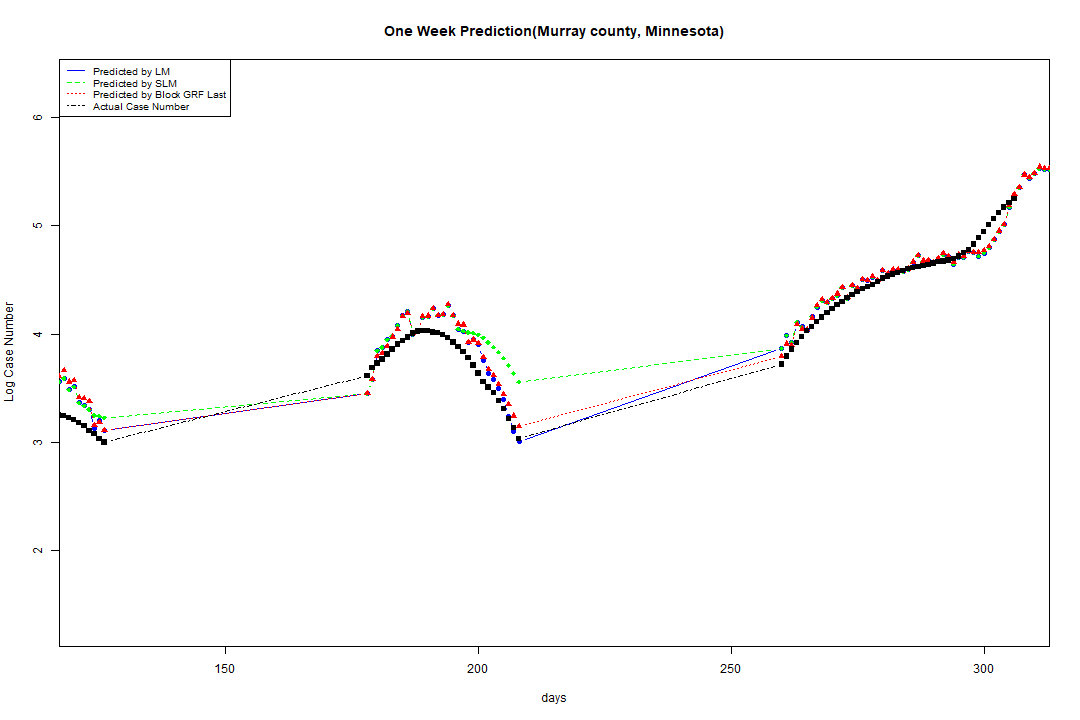 One Week Prediction(Murray county, Minnesota)
Predicted by LM
Predicted by SLM
Predicted by Block GRF Last
Actual Case Number
6
5
4
3
2
Log Case Number
150 200 250 300
days